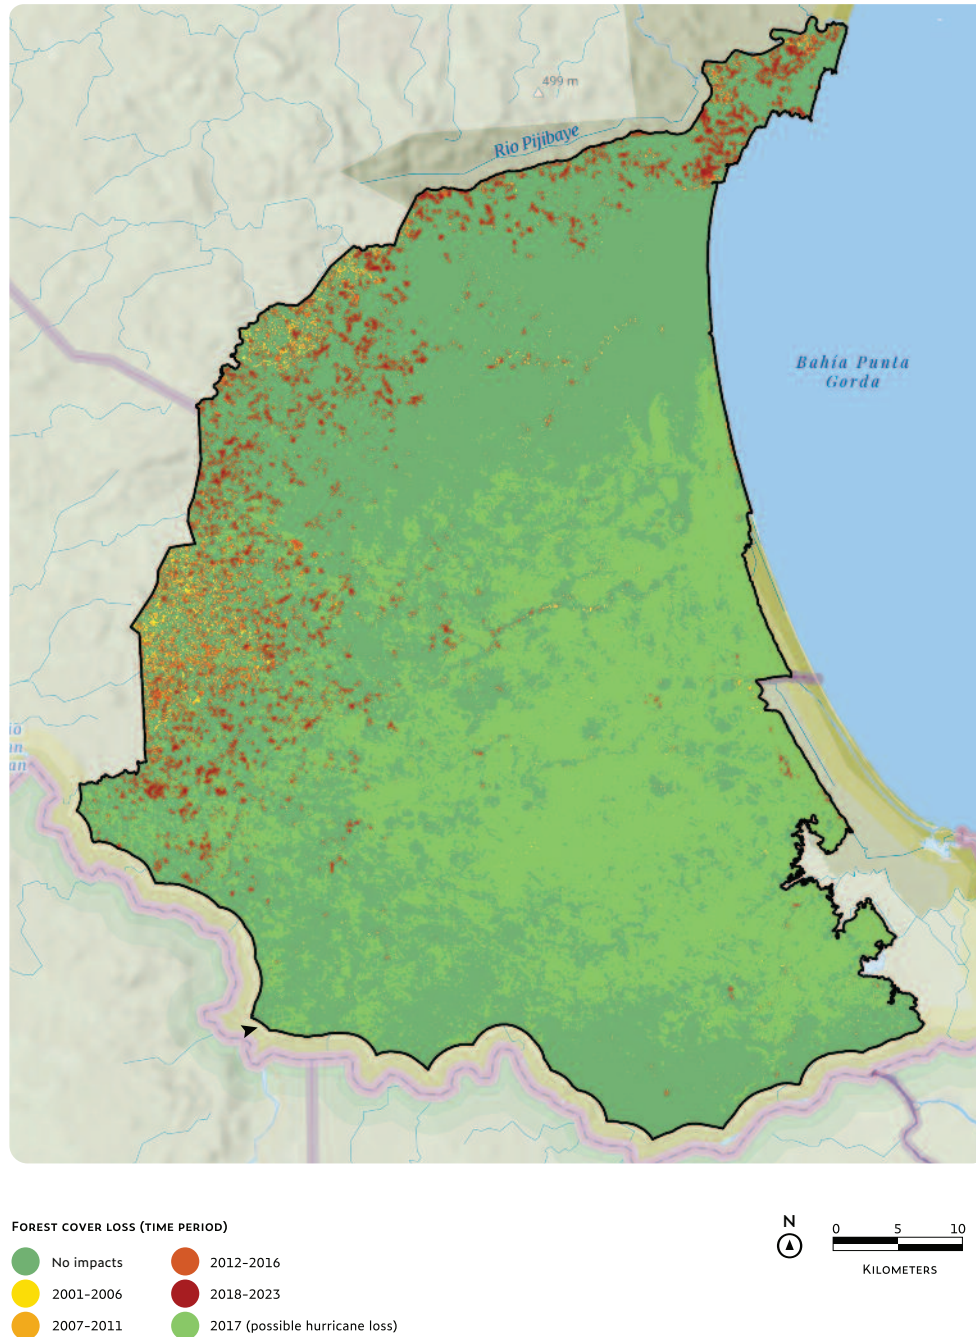 499 m
Rio Pijibaye
Bahía Punta
Gorda
an
FOREST COVER LOSS (TIME PERIOD)
No impacts
2001–2006
2007–2011
2012–2016
2018–2023
2017 (possible hurricane loss)
N
0 5 10
KILOMETERS